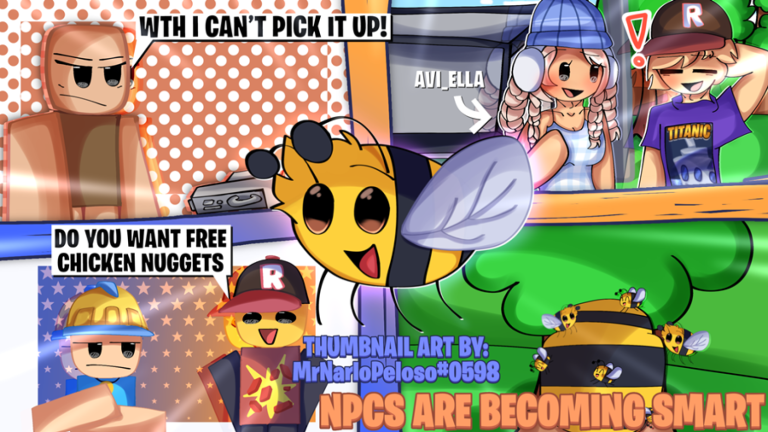 WTH I CAN'T PICK IT UP!
AVI_ELLA
R
TITANIC
DO YOU WANT FREE
CHICKEN NUGGETS
R
THUMBNAIL ART BY:
MrNarloPeloso#0598
NPCS ARE BECOMING SMART